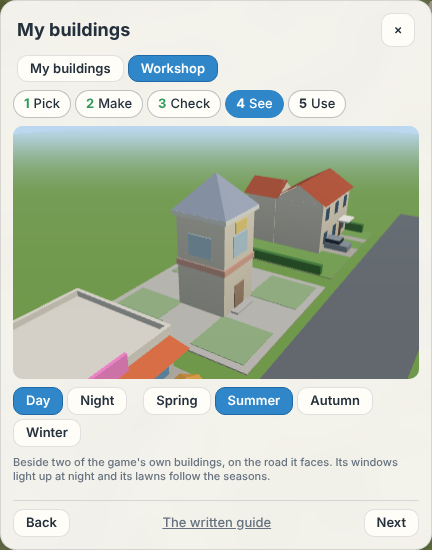 My buildings
×
My buildings Workshop
1 Pick 2 Make 3 Check 4 See 5 Use
Day Night Spring Summer Autumn
Winter
Beside two of the game's own buildings, on the road it faces. Its windows
light up at night and its lawns follow the seasons.
Back The written guide Next